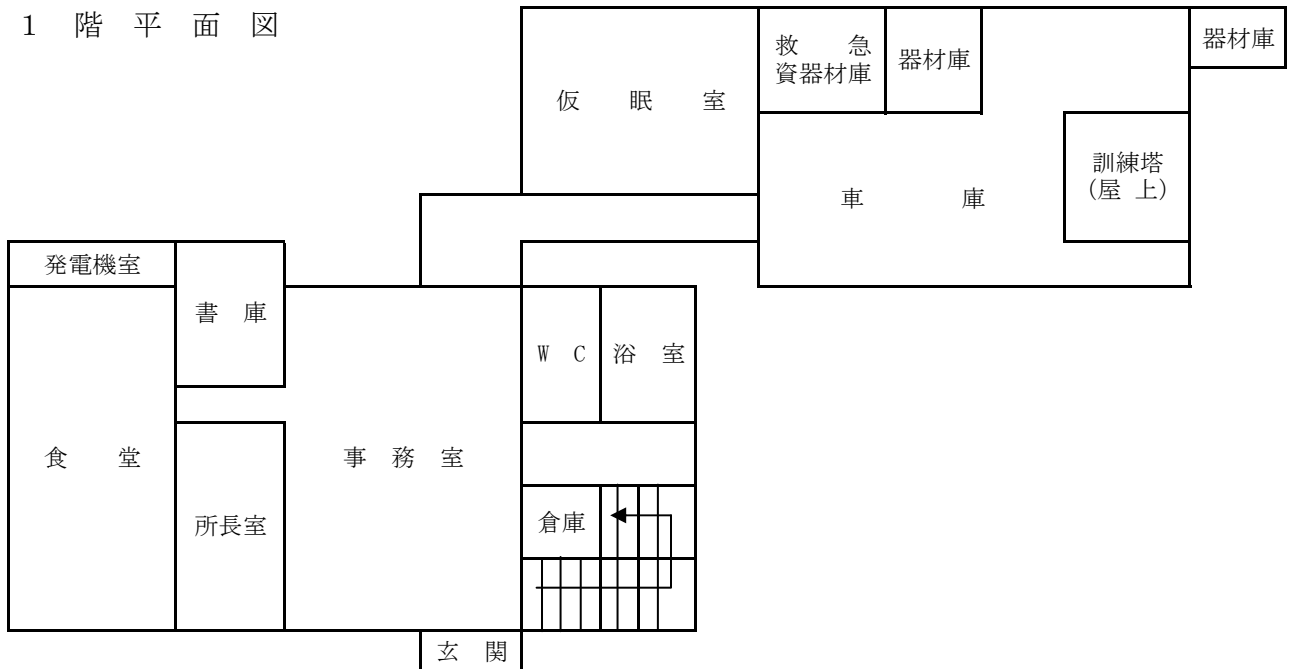 1 階 平 面 図
仮 眠 室
救 急
資器材庫
器材庫
器材庫
訓練塔
(屋 上)
車 庫
発電機室
書 庫
W C
浴 室
食 堂
事 務 室
所長室
倉庫
玄 関